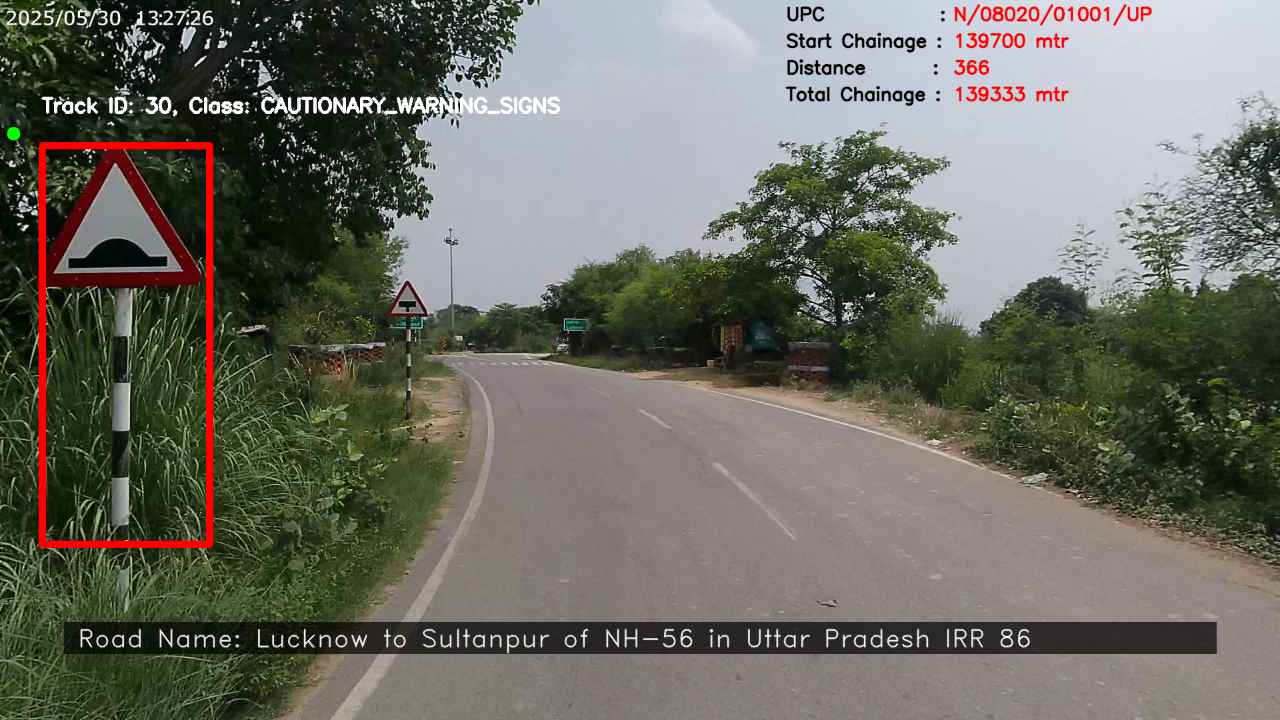 2025/05/30 13:27:26
UPC : N/08020/01001/UP
Start Chainage : 139700 mtr
Distance : 366
Total Chainage : 139333 mtr
Track ID: 30, Class: CAUTIONARY_WARNING_SIGNS
Road Name: Lucknow to Sultanpur of NH-56 in Uttar Pradesh IRR 86